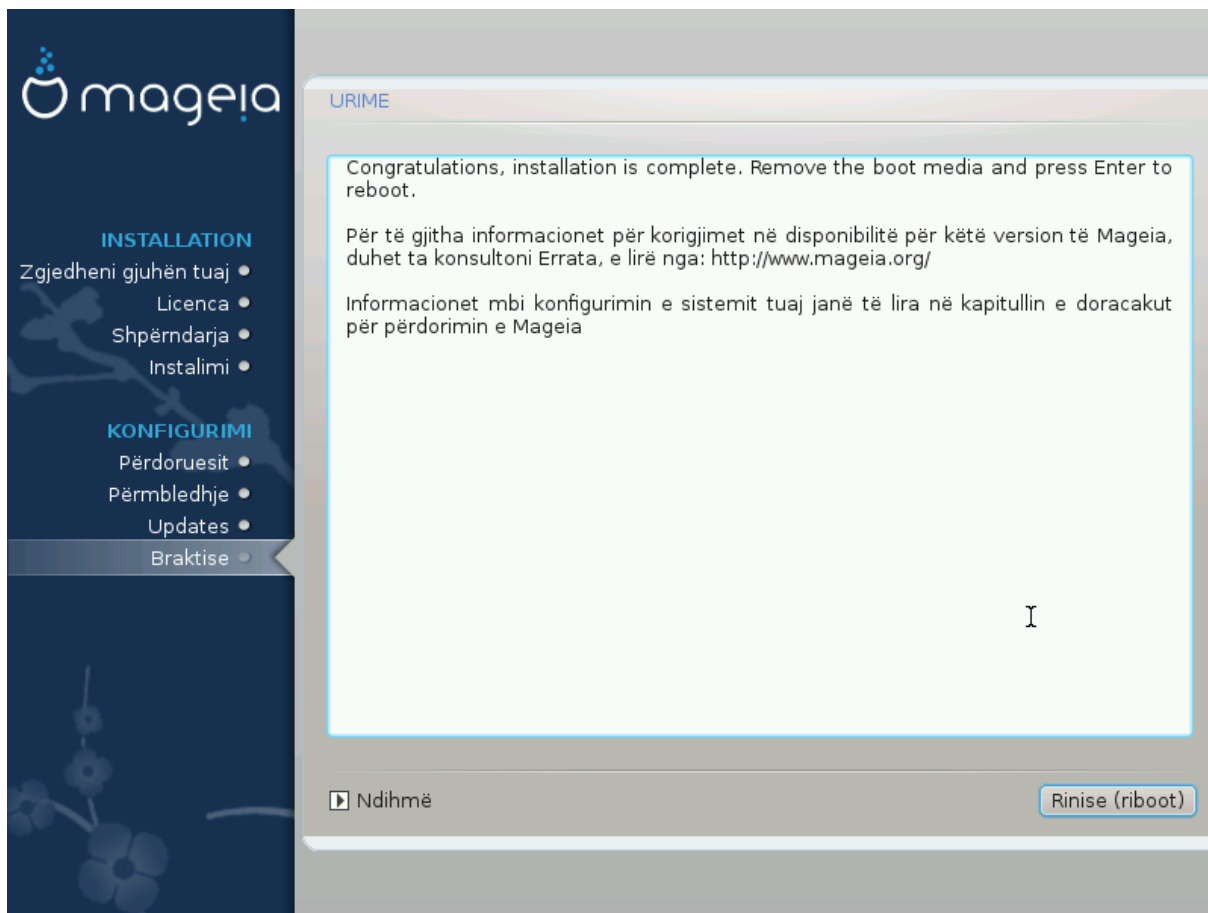 mageia
INSTALLATION
Zgjedheni gjuhën tuaj
Licenca
Shpërndarja
Instalimi
KONFIGURIMI
Përdoruesit
Përmbledhje
Updates
Braktise
URIME
Congratulations, installation is complete. Remove the boot media and press Enter to
reboot.
Për të gjitha informacionet për korigjimet në disponibilitë për këtë version të Mageia,
duhet ta konsultoni Errata, e lirë nga: http://www.mageia.org/
Informacionet mbi konfigurimin e sistemit tuaj janë të lira në kapitullin e doracakut
për përdorimin e Mageia
Ndihmë
Rinise (riboot)